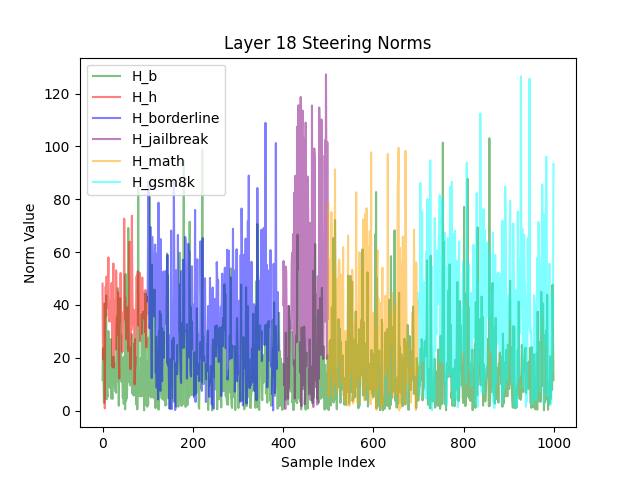 Layer 18 Steering Norms
H_b
H_h
H_borderline
H_jailbreak
H_math
H_gsm8k
Norm Value
120
100
80
60
40
20
0
0 200 400 600 800 1000
Sample Index